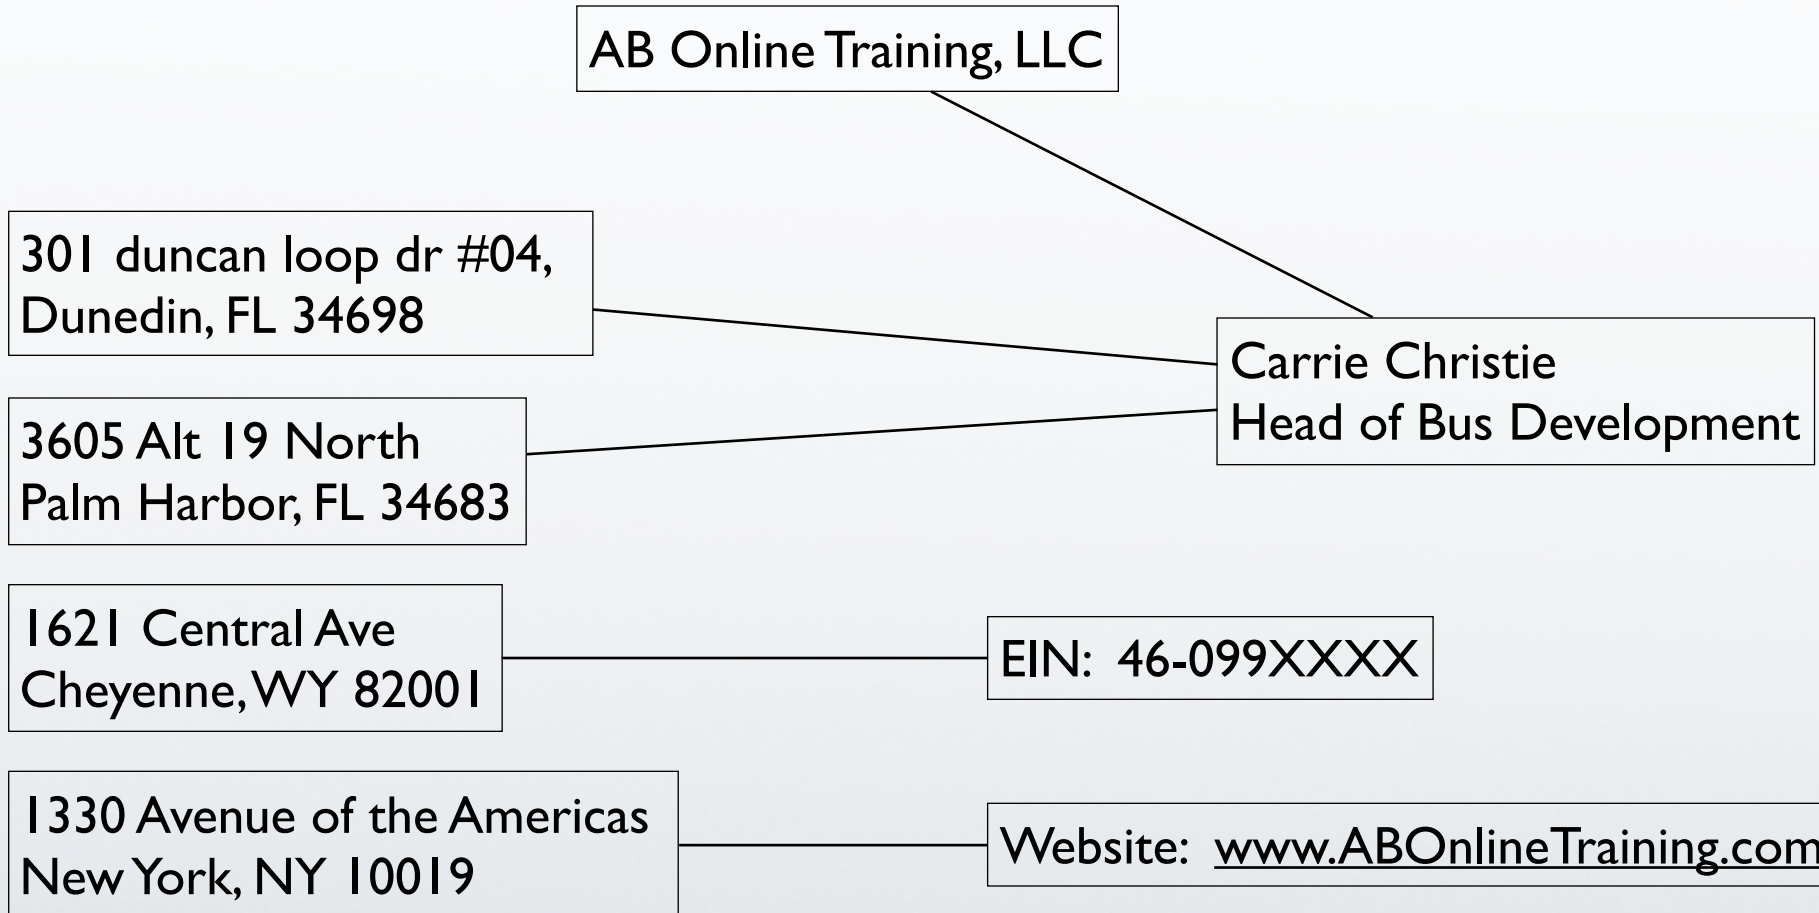 AB Online Training, LLC
301 duncan loop dr #04,
Dunedin, FL 34698
Carrie Christie
Head of Bus Development
3605 Alt 19 North
Palm Harbor, FL 34683
1621 Central Ave
Cheyenne, WY 82001
EIN: 46-099XXXX
1330 Avenue of the Americas
New York, NY 10019
Website: www.ABOnlineTraining.com